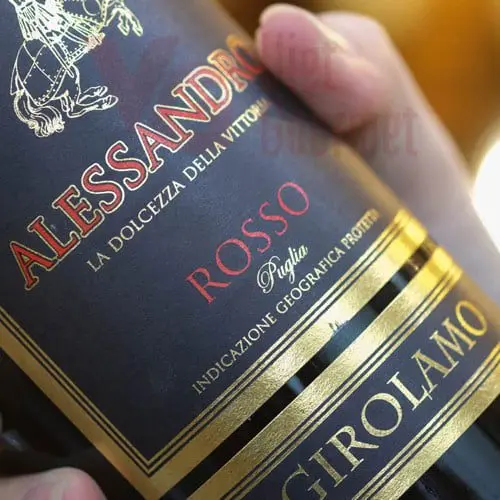 ALESSANDRO
LA DOLCEZZA DELLA VITTORIA
ROSSO
Puglia
INDICAZIONE GEOGRAFICA PROTETTA
GIROLAMO